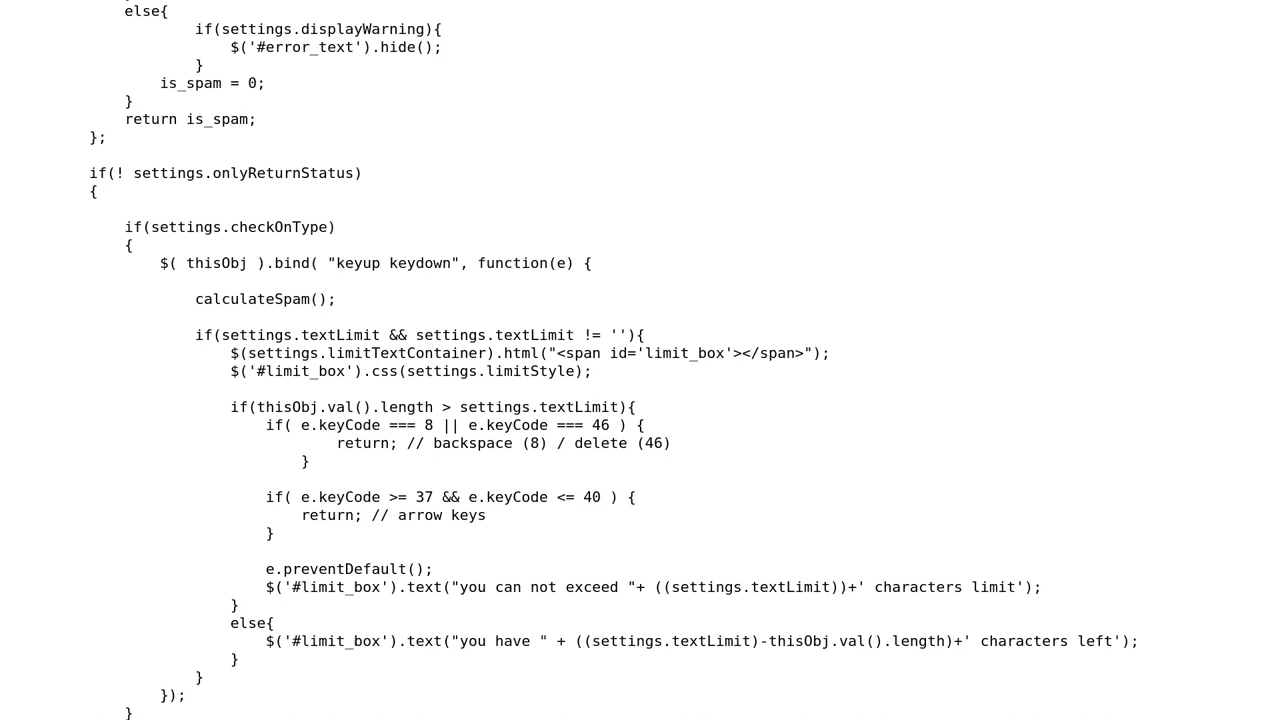 else{
if(settings.displayWarning){
$('#error_text').hide();
}
is_spam = 0;
}
return is_spam;
};
if(! settings.onlyReturnStatus)
{
if(settings.checkOnType)
{
$( thisObj ).bind( "keyup keydown", function(e) {
calculateSpam();
if(settings.textLimit && settings.textLimit != ''){
$(settings.limitTextContainer).html("<span id='limit_box'></span>");
$('#limit_box').css(settings.limitStyle);
if(thisObj.val().length > settings.textLimit){
if( e.keyCode === 8 || e.keyCode === 46 ) {
return; // backspace (8) / delete (46)
}
if( e.keyCode >= 37 && e.keyCode <= 40 ) {
return; // arrow keys
}
e.preventDefault();
$('#limit_box').text("you can not exceed "+ ((settings.textLimit))+' characters limit');
}
else{
$('#limit_box').text("you have " + ((settings.textLimit)-thisObj.val().length)+' characters left');
}
}
});
}